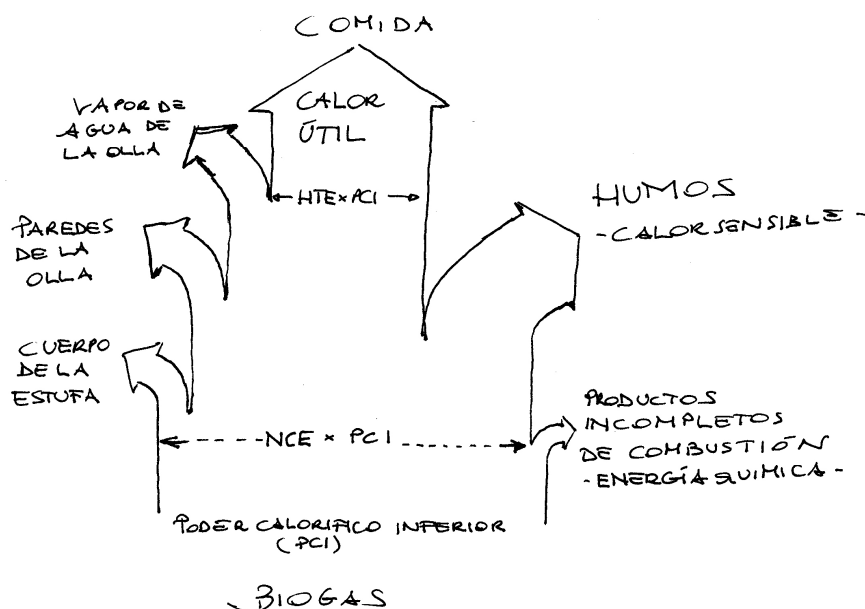 COMIDA
CALOR
ÚTIL
VAPOR DE
AGUA DE
LA OLLA
←HTE×PCI→
HUMOS
-CALOR SENSIBLE-
PAREDES
DE LA
OLLA
CUERPO
DE LA
ESTUFA
NCE × PCI
PRODUCTOS
INCOMPLETOS
DE COMBUSTIÓN
-ENERGÍA QUIMICA-
PODER CALORIFICO INFERIOR
(PCI)
BIOGAS